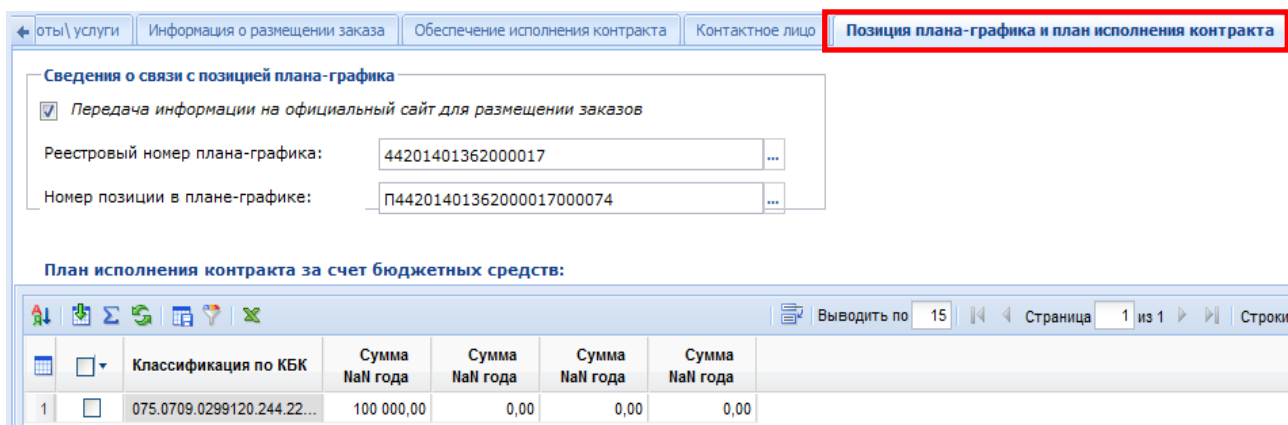 оты\ услуги Информация о размещении заказа Обеспечение исполнения контракта Контактное лицо Позиция плана-графика и план исполнения контракта
Сведения о связи с позицией плана-графика
Передача информации на официальный сайт для размещении заказов
Реестровый номер плана-графика: 44201401362000017 ...
Номер позиции в плане-графике: П44201401362000017000074 ...
План исполнения контракта за счет бюджетных средств:
Выводить по 15 Страница 1 из 1 Строки
Классификация по КБК Сумма NaN года Сумма NaN года Сумма NaN года Сумма NaN года
1 075.0709.0299120.244.22... 100 000,00 0,00 0,00 0,00